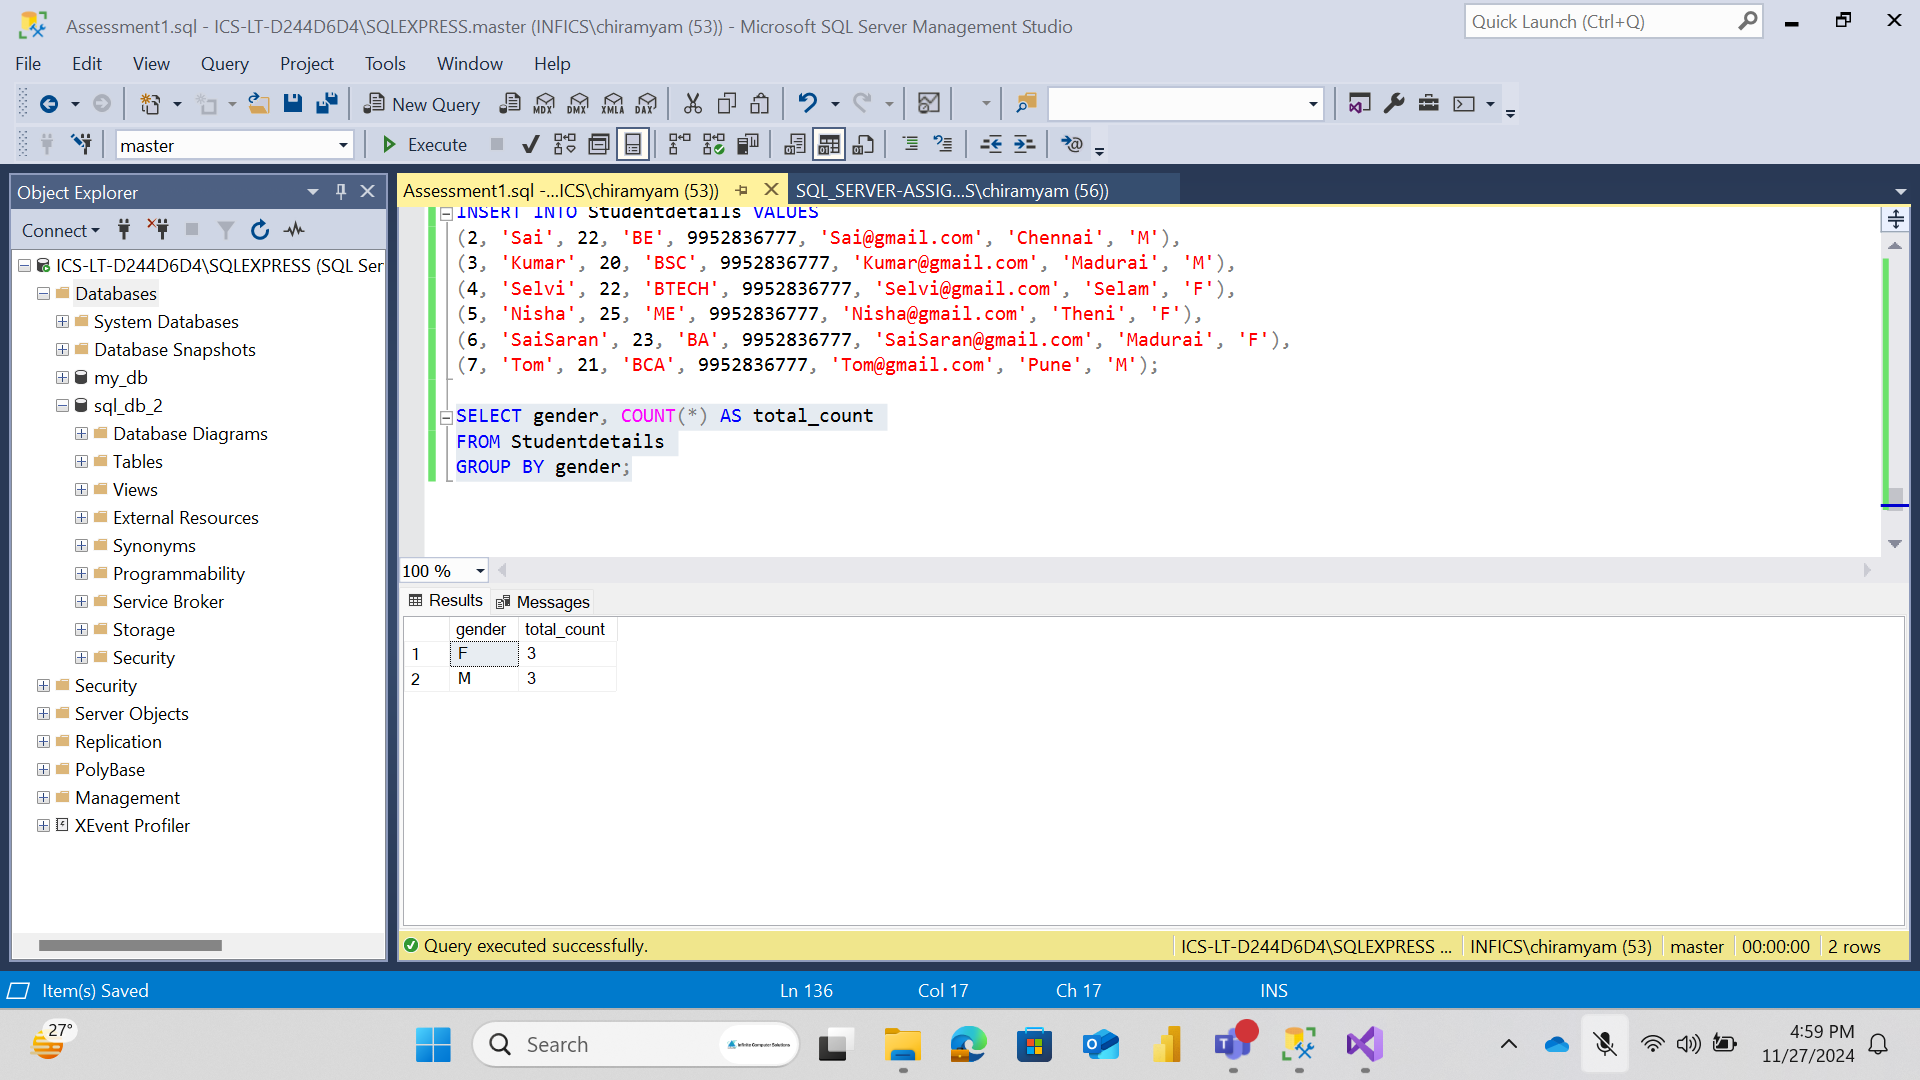 Assessment1.sql - ICS-LT-D244D6D4\SQLEXPRESS.master (INFICS\chiramyam (53)) - Microsoft SQL Server Management Studio
Quick Launch (Ctrl+Q)
File Edit View Query Project Tools Window Help
New Query MDX DMX XMLA DAX
master Execute
Object Explorer
Assessment1.sql -...ICS\chiramyam (53)) SQL_SERVER-ASSIG...S\chiramyam (56))
Connect
ICS-LT-D244D6D4\SQLEXPRESS (SQL Ser
Databases
System Databases
Database Snapshots
my_db
sql_db_2
Database Diagrams
Tables
Views
External Resources
Synonyms
Programmability
Service Broker
Storage
Security
Security
Server Objects
Replication
PolyBase
Management
XEvent Profiler
INSERT INTO Studentdetails VALUES
(2, 'Sai', 22, 'BE', 9952836777, 'Sai@gmail.com', 'Chennai', 'M'),
(3, 'Kumar', 20, 'BSC', 9952836777, 'Kumar@gmail.com', 'Madurai', 'M'),
(4, 'Selvi', 22, 'BTECH', 9952836777, 'Selvi@gmail.com', 'Selam', 'F'),
(5, 'Nisha', 25, 'ME', 9952836777, 'Nisha@gmail.com', 'Theni', 'F'),
(6, 'SaiSaran', 23, 'BA', 9952836777, 'SaiSaran@gmail.com', 'Madurai', 'F'),
(7, 'Tom', 21, 'BCA', 9952836777, 'Tom@gmail.com', 'Pune', 'M');
SELECT gender, COUNT(*) AS total_count
FROM Studentdetails
GROUP BY gender;
100 %
Results Messages
gender total_count
1 F 3
2 M 3
Query executed successfully.
ICS-LT-D244D6D4\SQLEXPRESS ... INFICS\chiramyam (53) master 00:00:00 2 rows
Item(s) Saved Ln 136 Col 17 Ch 17 INS
27°
Search
Infinite Computer Solutions
4:59 PM
11/27/2024